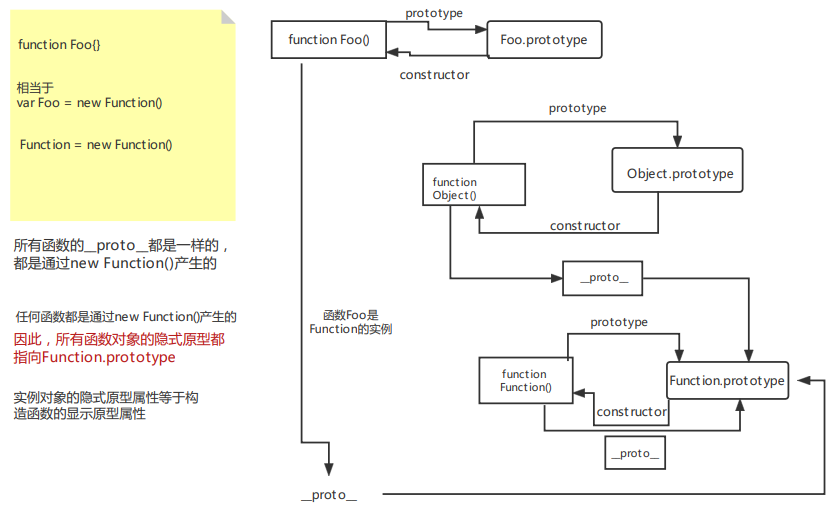 function Foo{}
相当于
var Foo = new Function()
Function = new Function()
所有函数的__proto__都是一样的，
都是通过new Function()产生的
任何函数都是通过new Function()产生的
因此，所有函数对象的隐式原型都
指向Function.prototype
实例对象的隐式原型属性等于构
造函数的显示原型属性
prototype
function Foo()
Foo.prototype
constructor
prototype
function
Object()
Object.prototype
constructor
__proto__
函数Foo是
Function的实例
prototype
function
Function()
Function.prototype
constructor
__proto__
__proto__